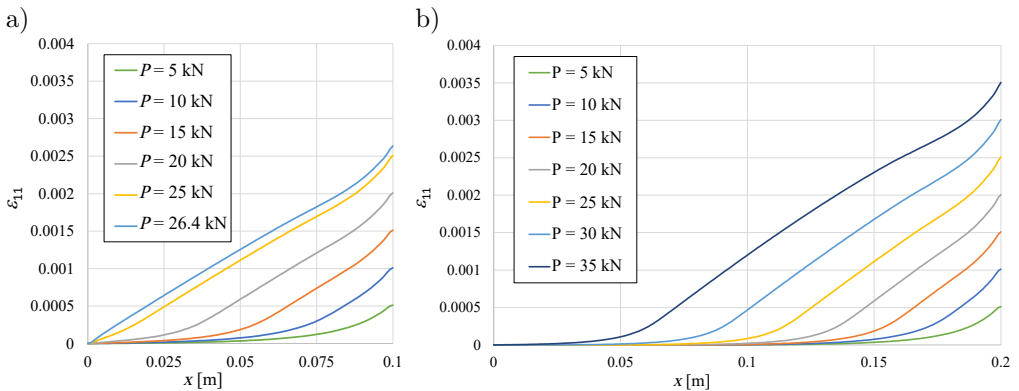 a)
0.004
0.0035
0.003
0.0025
0.002
0.0015
0.001
0.0005
0
ε11
P = 5 kN
P = 10 kN
P = 15 kN
P = 20 kN
P = 25 kN
P = 26.4 kN
0 0.025 0.05 0.075 0.1
x [m]
b)
0.004
0.0035
0.003
0.0025
0.002
0.0015
0.001
0.0005
0
ε11
P = 5 kN
P = 10 kN
P = 15 kN
P = 20 kN
P = 25 kN
P = 30 kN
P = 35 kN
0 0.05 0.1 0.15 0.2
x [m]